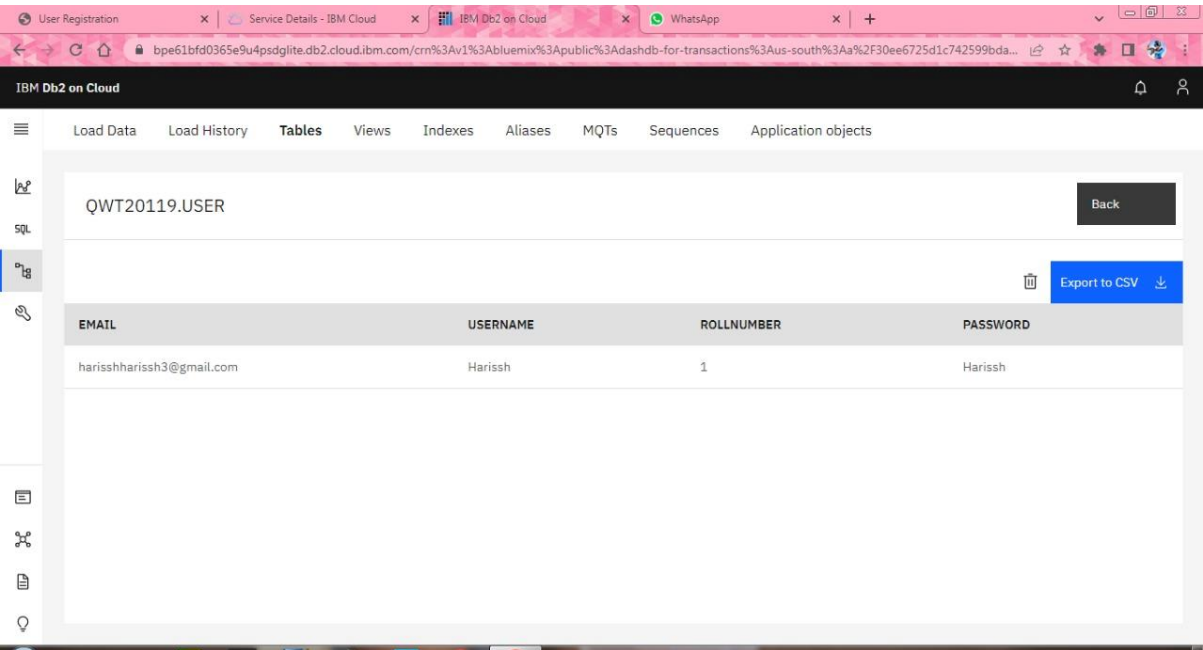 User Registration Service Details - IBM Cloud IBM Db2 on Cloud WhatsApp
bpe61bfd0365e9u4psdglite.db2.cloud.ibm.com/crn%3Av1%3Abluemix%3Apublic%3Adashdb-for-transactions%3Aus-south%3Aa%2F30ee6725d1c742599bda...
IBM Db2 on Cloud
Load Data Load History Tables Views Indexes Aliases MQTs Sequences Application objects
QWT20119.USER Back
SQL
Export to CSV
EMAIL USERNAME ROLLNUMBER PASSWORD
harisshharissh3@gmail.com Harissh 1 Harissh